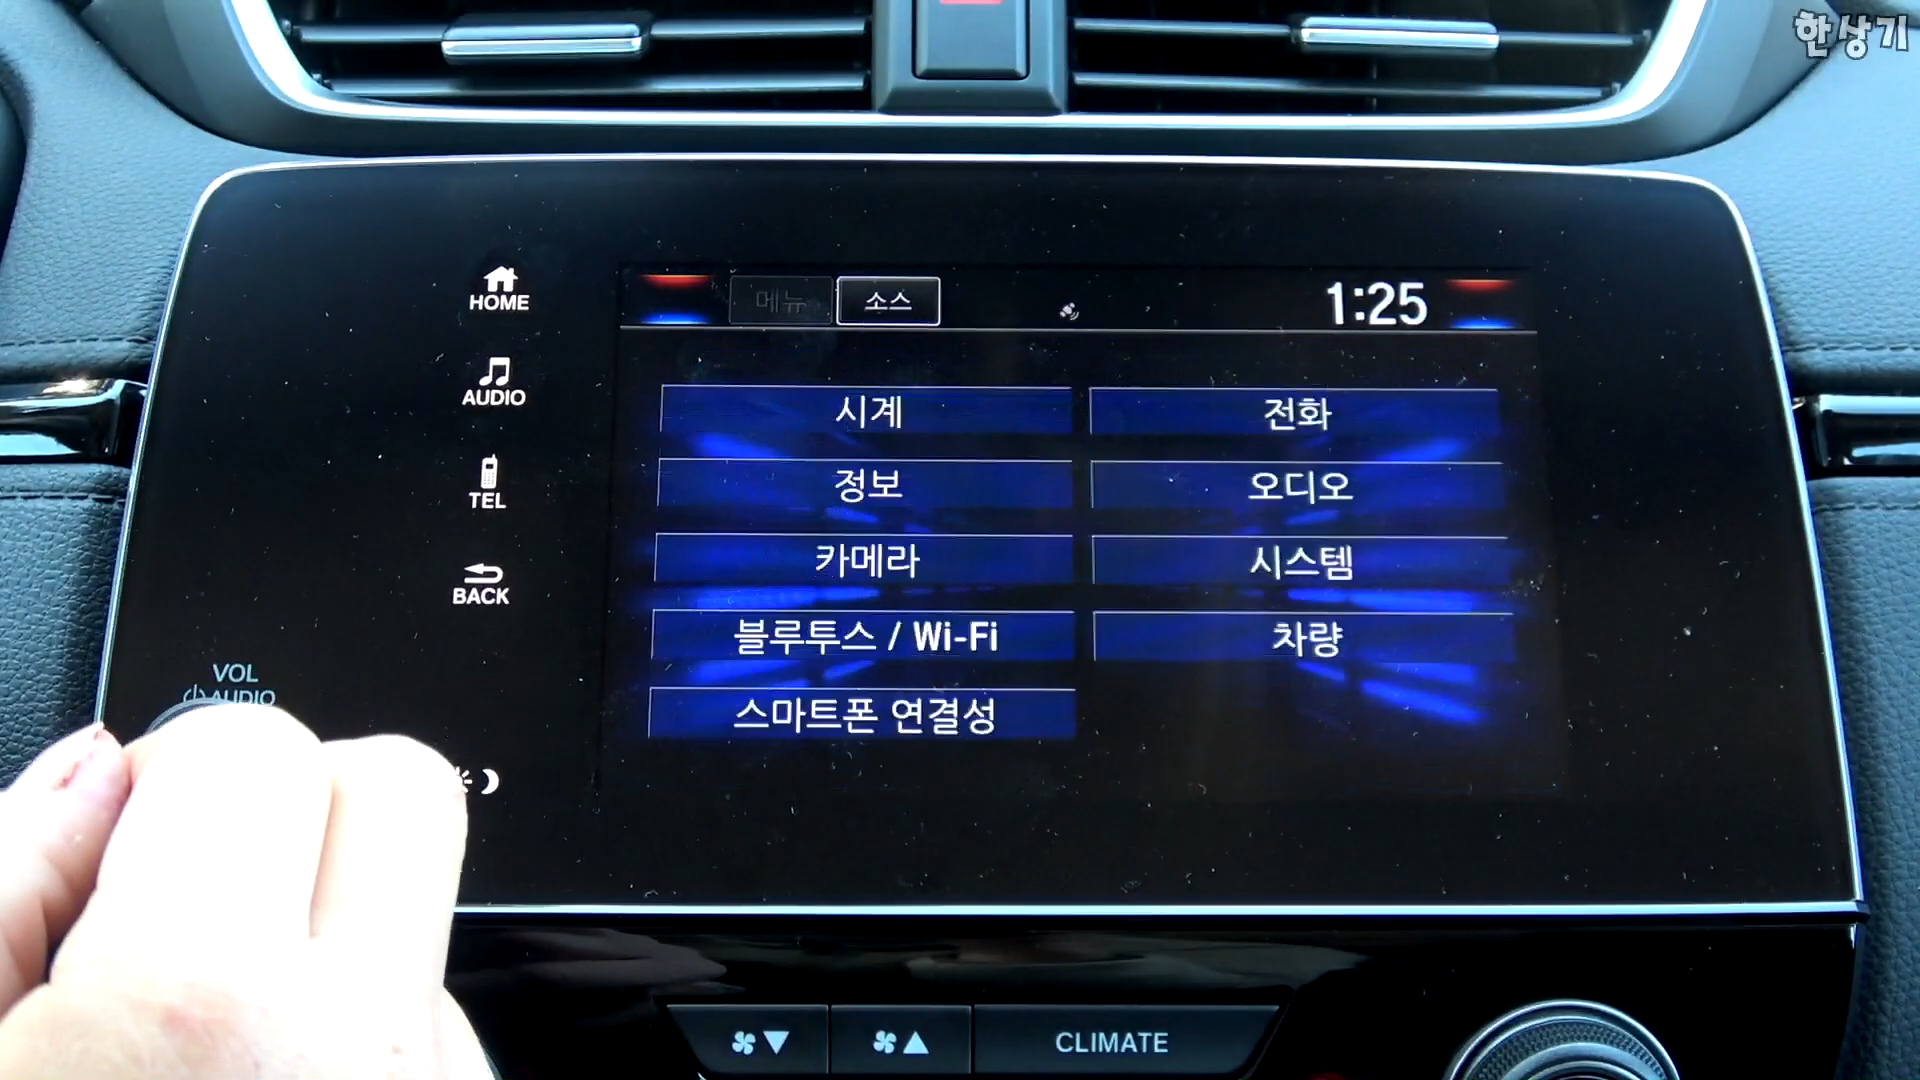 한상기
HOME
AUDIO
TEL
BACK
VOL
AUDIO
메뉴
소스
1:25
시계
전화
정보
오디오
카메라
시스템
블루투스 / Wi-Fi
차량
스마트폰 연결성
CLIMATE